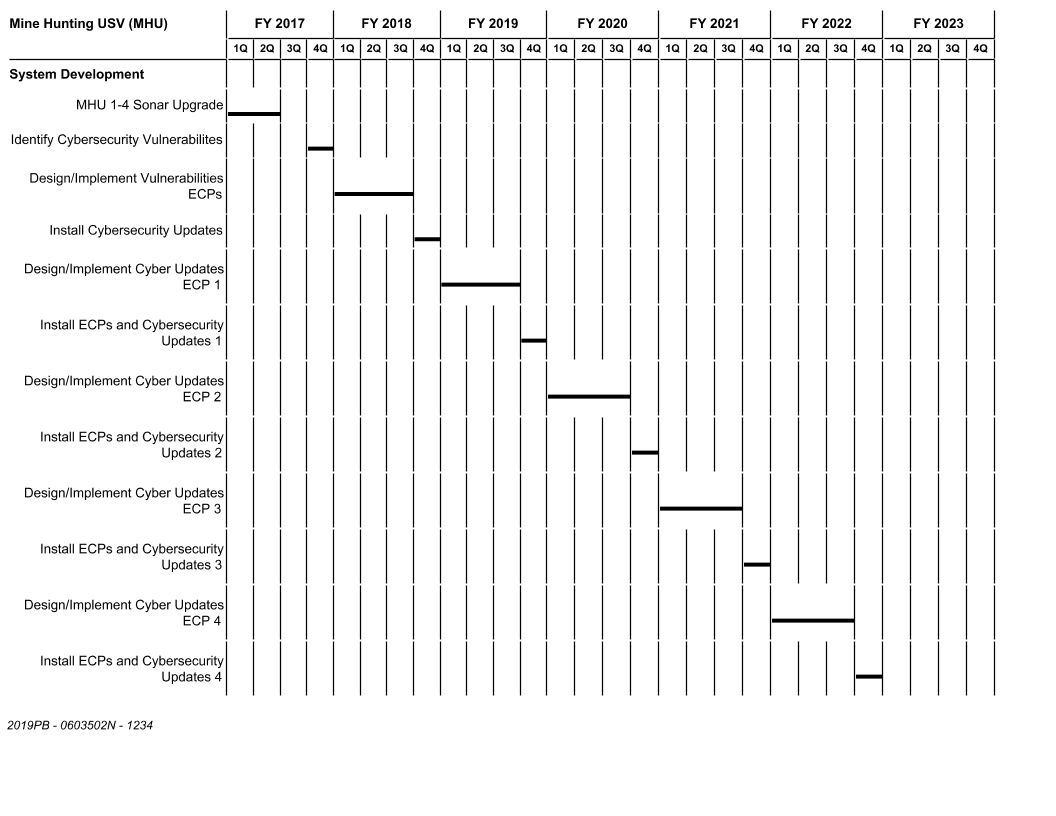 Mine Hunting USV (MHU) FY 2017 FY 2018 FY 2019 FY 2020 FY 2021 FY 2022 FY 2023
1Q 2Q 3Q 4Q 1Q 2Q 3Q 4Q 1Q 2Q 3Q 4Q 1Q 2Q 3Q 4Q 1Q 2Q 3Q 4Q 1Q 2Q 3Q 4Q 1Q 2Q 3Q 4Q
System Development
MHU 1-4 Sonar Upgrade
Identify Cybersecurity Vulnerabilites
Design/Implement Vulnerabilities
ECPs
Install Cybersecurity Updates
Design/Implement Cyber Updates
ECP 1
Install ECPs and Cybersecurity
Updates 1
Design/Implement Cyber Updates
ECP 2
Install ECPs and Cybersecurity
Updates 2
Design/Implement Cyber Updates
ECP 3
Install ECPs and Cybersecurity
Updates 3
Design/Implement Cyber Updates
ECP 4
Install ECPs and Cybersecurity
Updates 4
2019PB - 0603502N - 1234